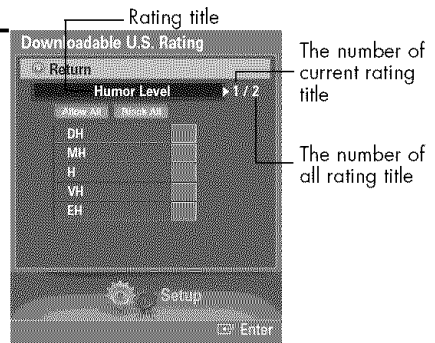 Rating title
Downloadable U.S. Rating
Return
Humor Level
1 / 2
Allow All Block All
DH
MH
H
VH
EH
Setup
Enter
The number of
current rating
title
The number of
all rating title